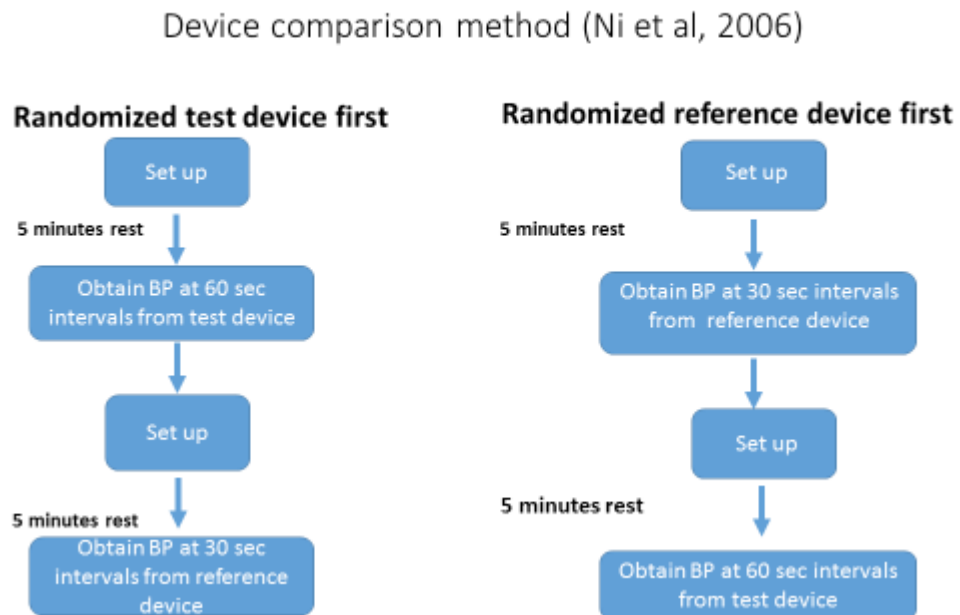 Device comparison method (Ni et al, 2006)
Randomized test device first
Set up
5 minutes rest
Obtain BP at 60 sec
intervals from test device
Set up
5 minutes rest
Obtain BP at 30 sec
intervals from reference
device
Randomized reference device first
Set up
5 minutes rest
Obtain BP at 30 sec intervals
from reference device
Set up
5 minutes rest
Obtain BP at 60 sec intervals
from test device